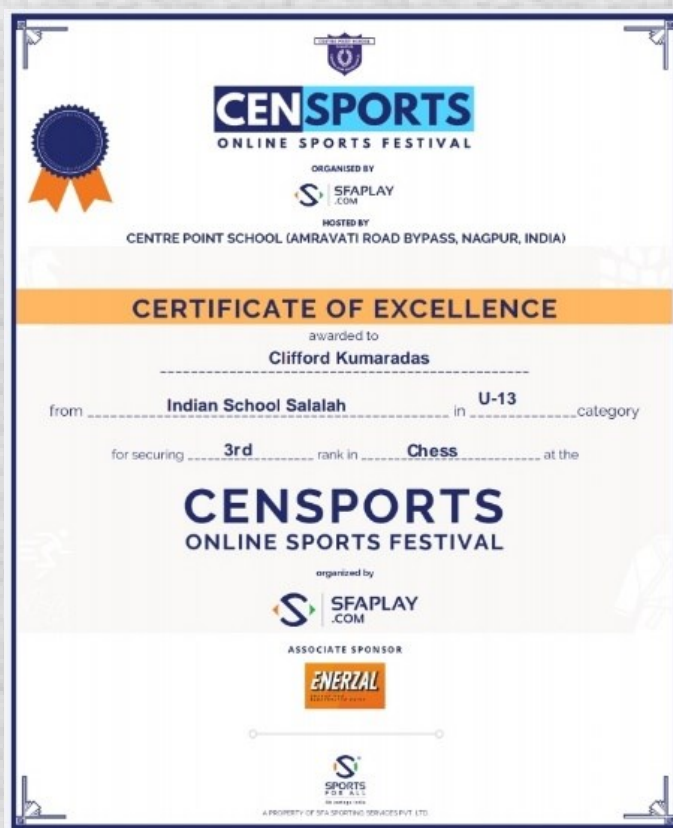 CENTRE POINT SCHOOL
CENSPORTS
ONLINE SPORTS FESTIVAL
ORGANISED BY
SFAPLAY
.COM
HOSTED BY
CENTRE POINT SCHOOL (AMRAVATI ROAD BYPASS, NAGPUR, INDIA)
CERTIFICATE OF EXCELLENCE
awarded to
Clifford Kumaradas
from Indian School Salalah in U-13 category
for securing 3rd rank in Chess at the
CENSPORTS
ONLINE SPORTS FESTIVAL
organized by
SFAPLAY
.COM
ASSOCIATE SPONSOR
ENERZAL
SPORTS
FOR ALL
A PROPERTY OF SFA SPORTING SERVICES PVT. LTD.